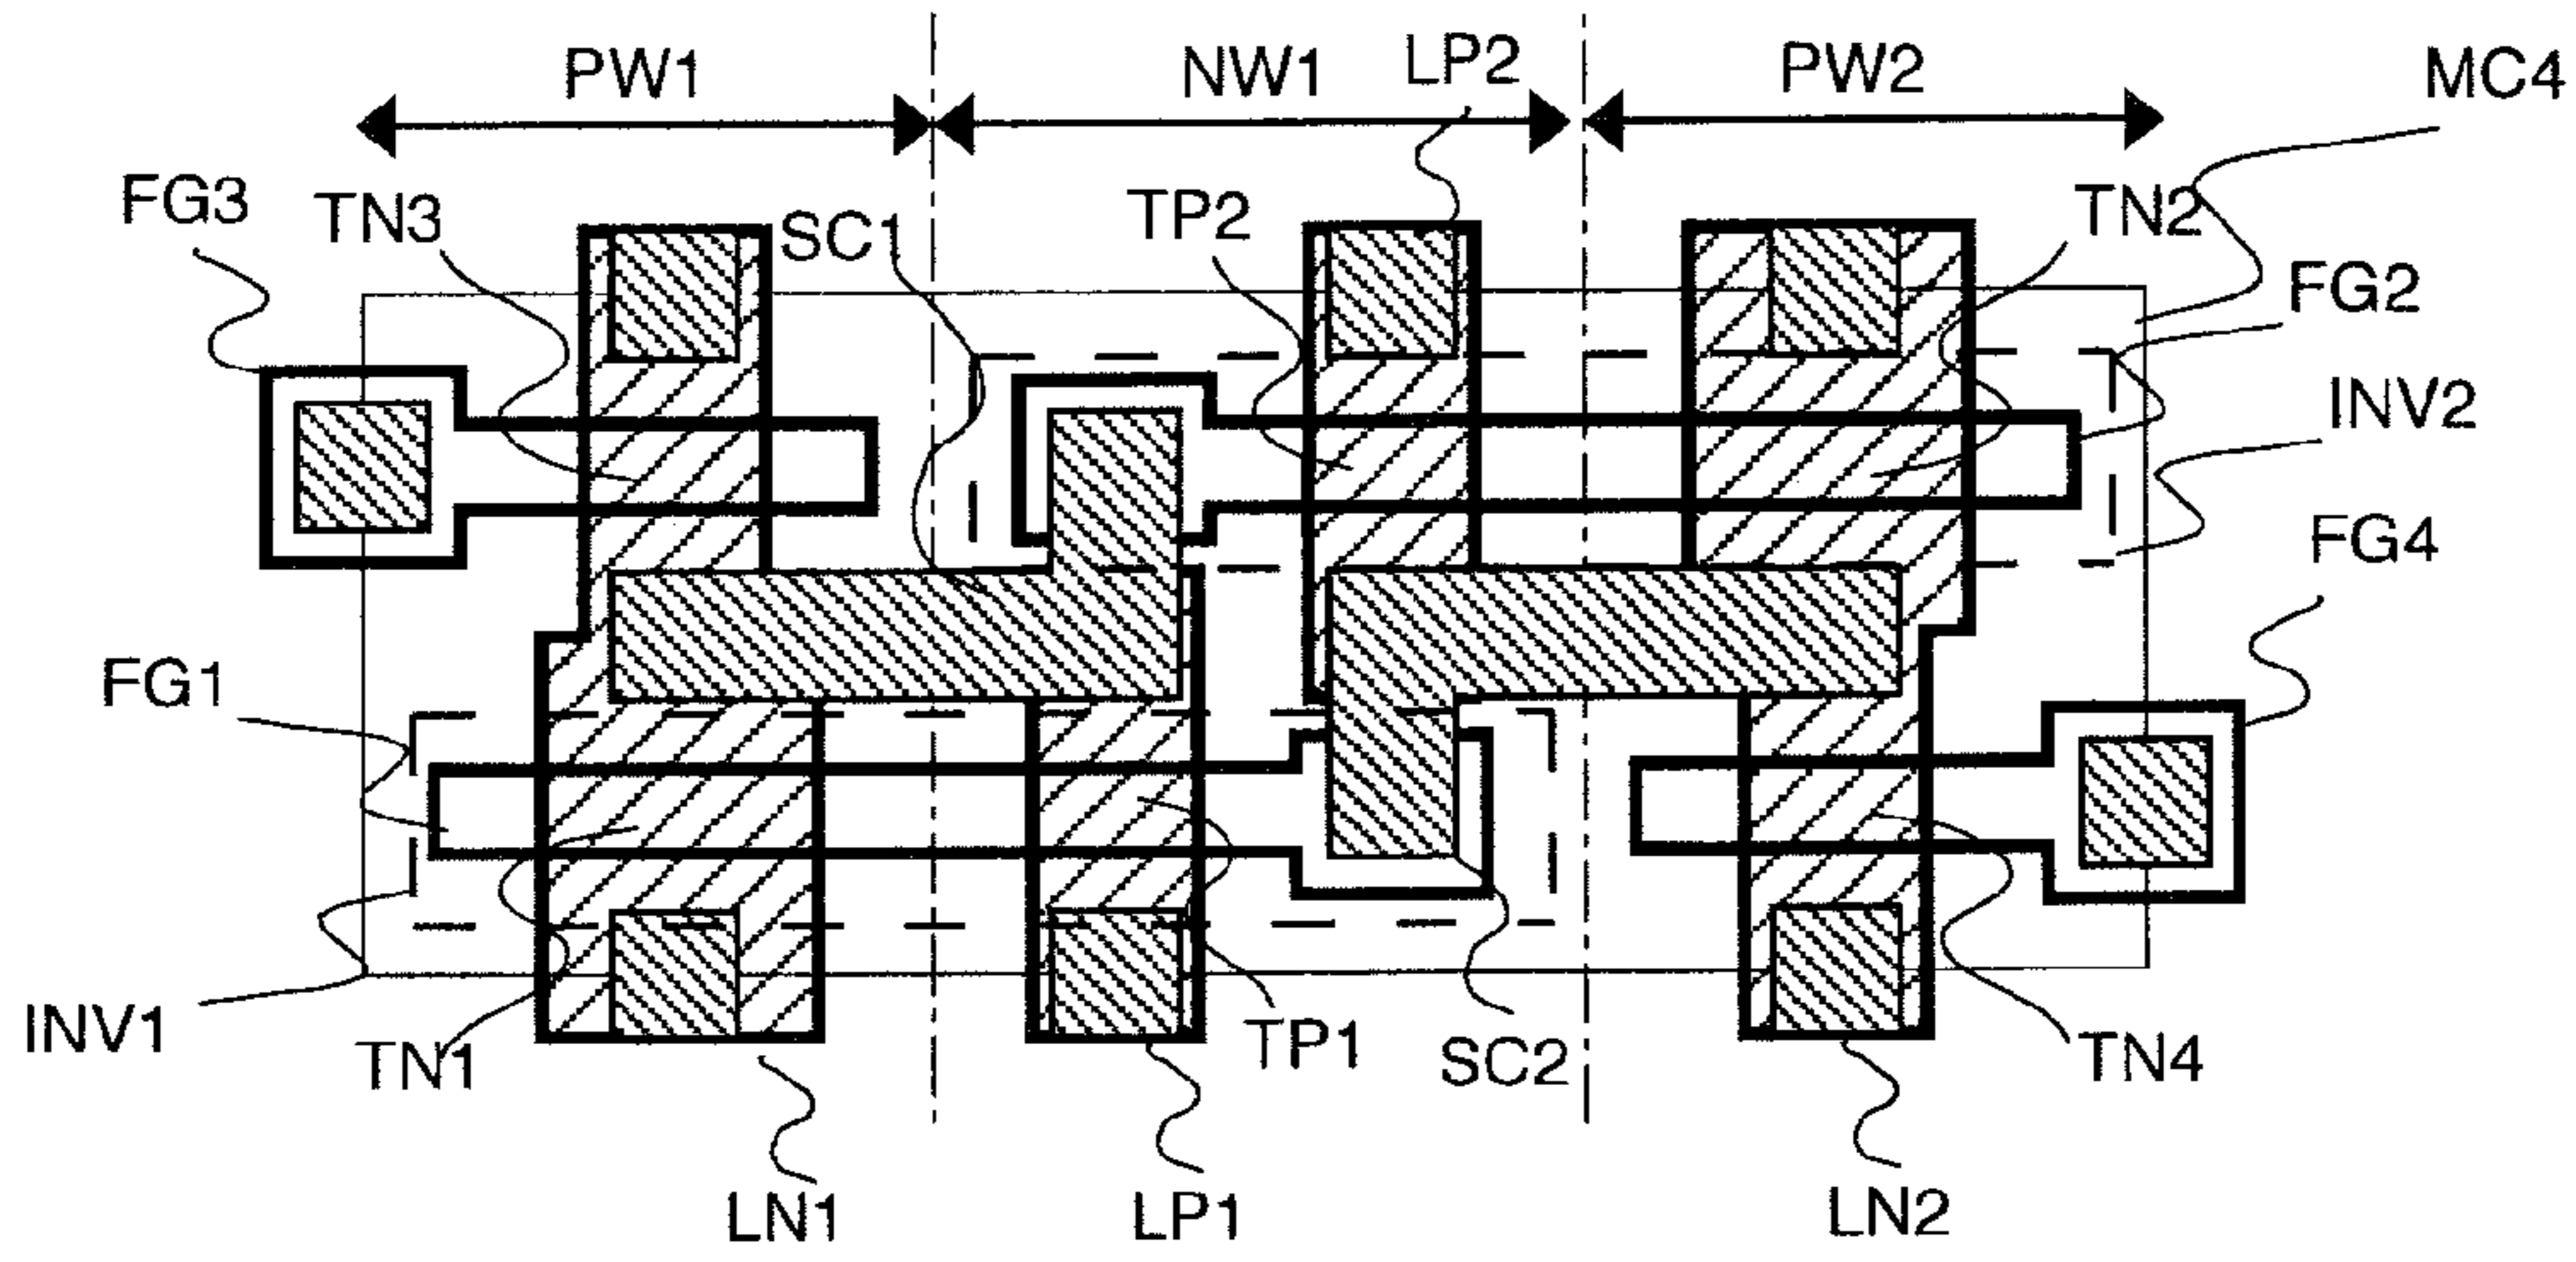 PW1 NW1 LP2 PW2 MC4
FG3 TN3 SC1 TP2 TN2
FG2
INV2
FG4
FG1
INV1 TN1 TP1 SC2 TN4
LN1 LP1 LN2